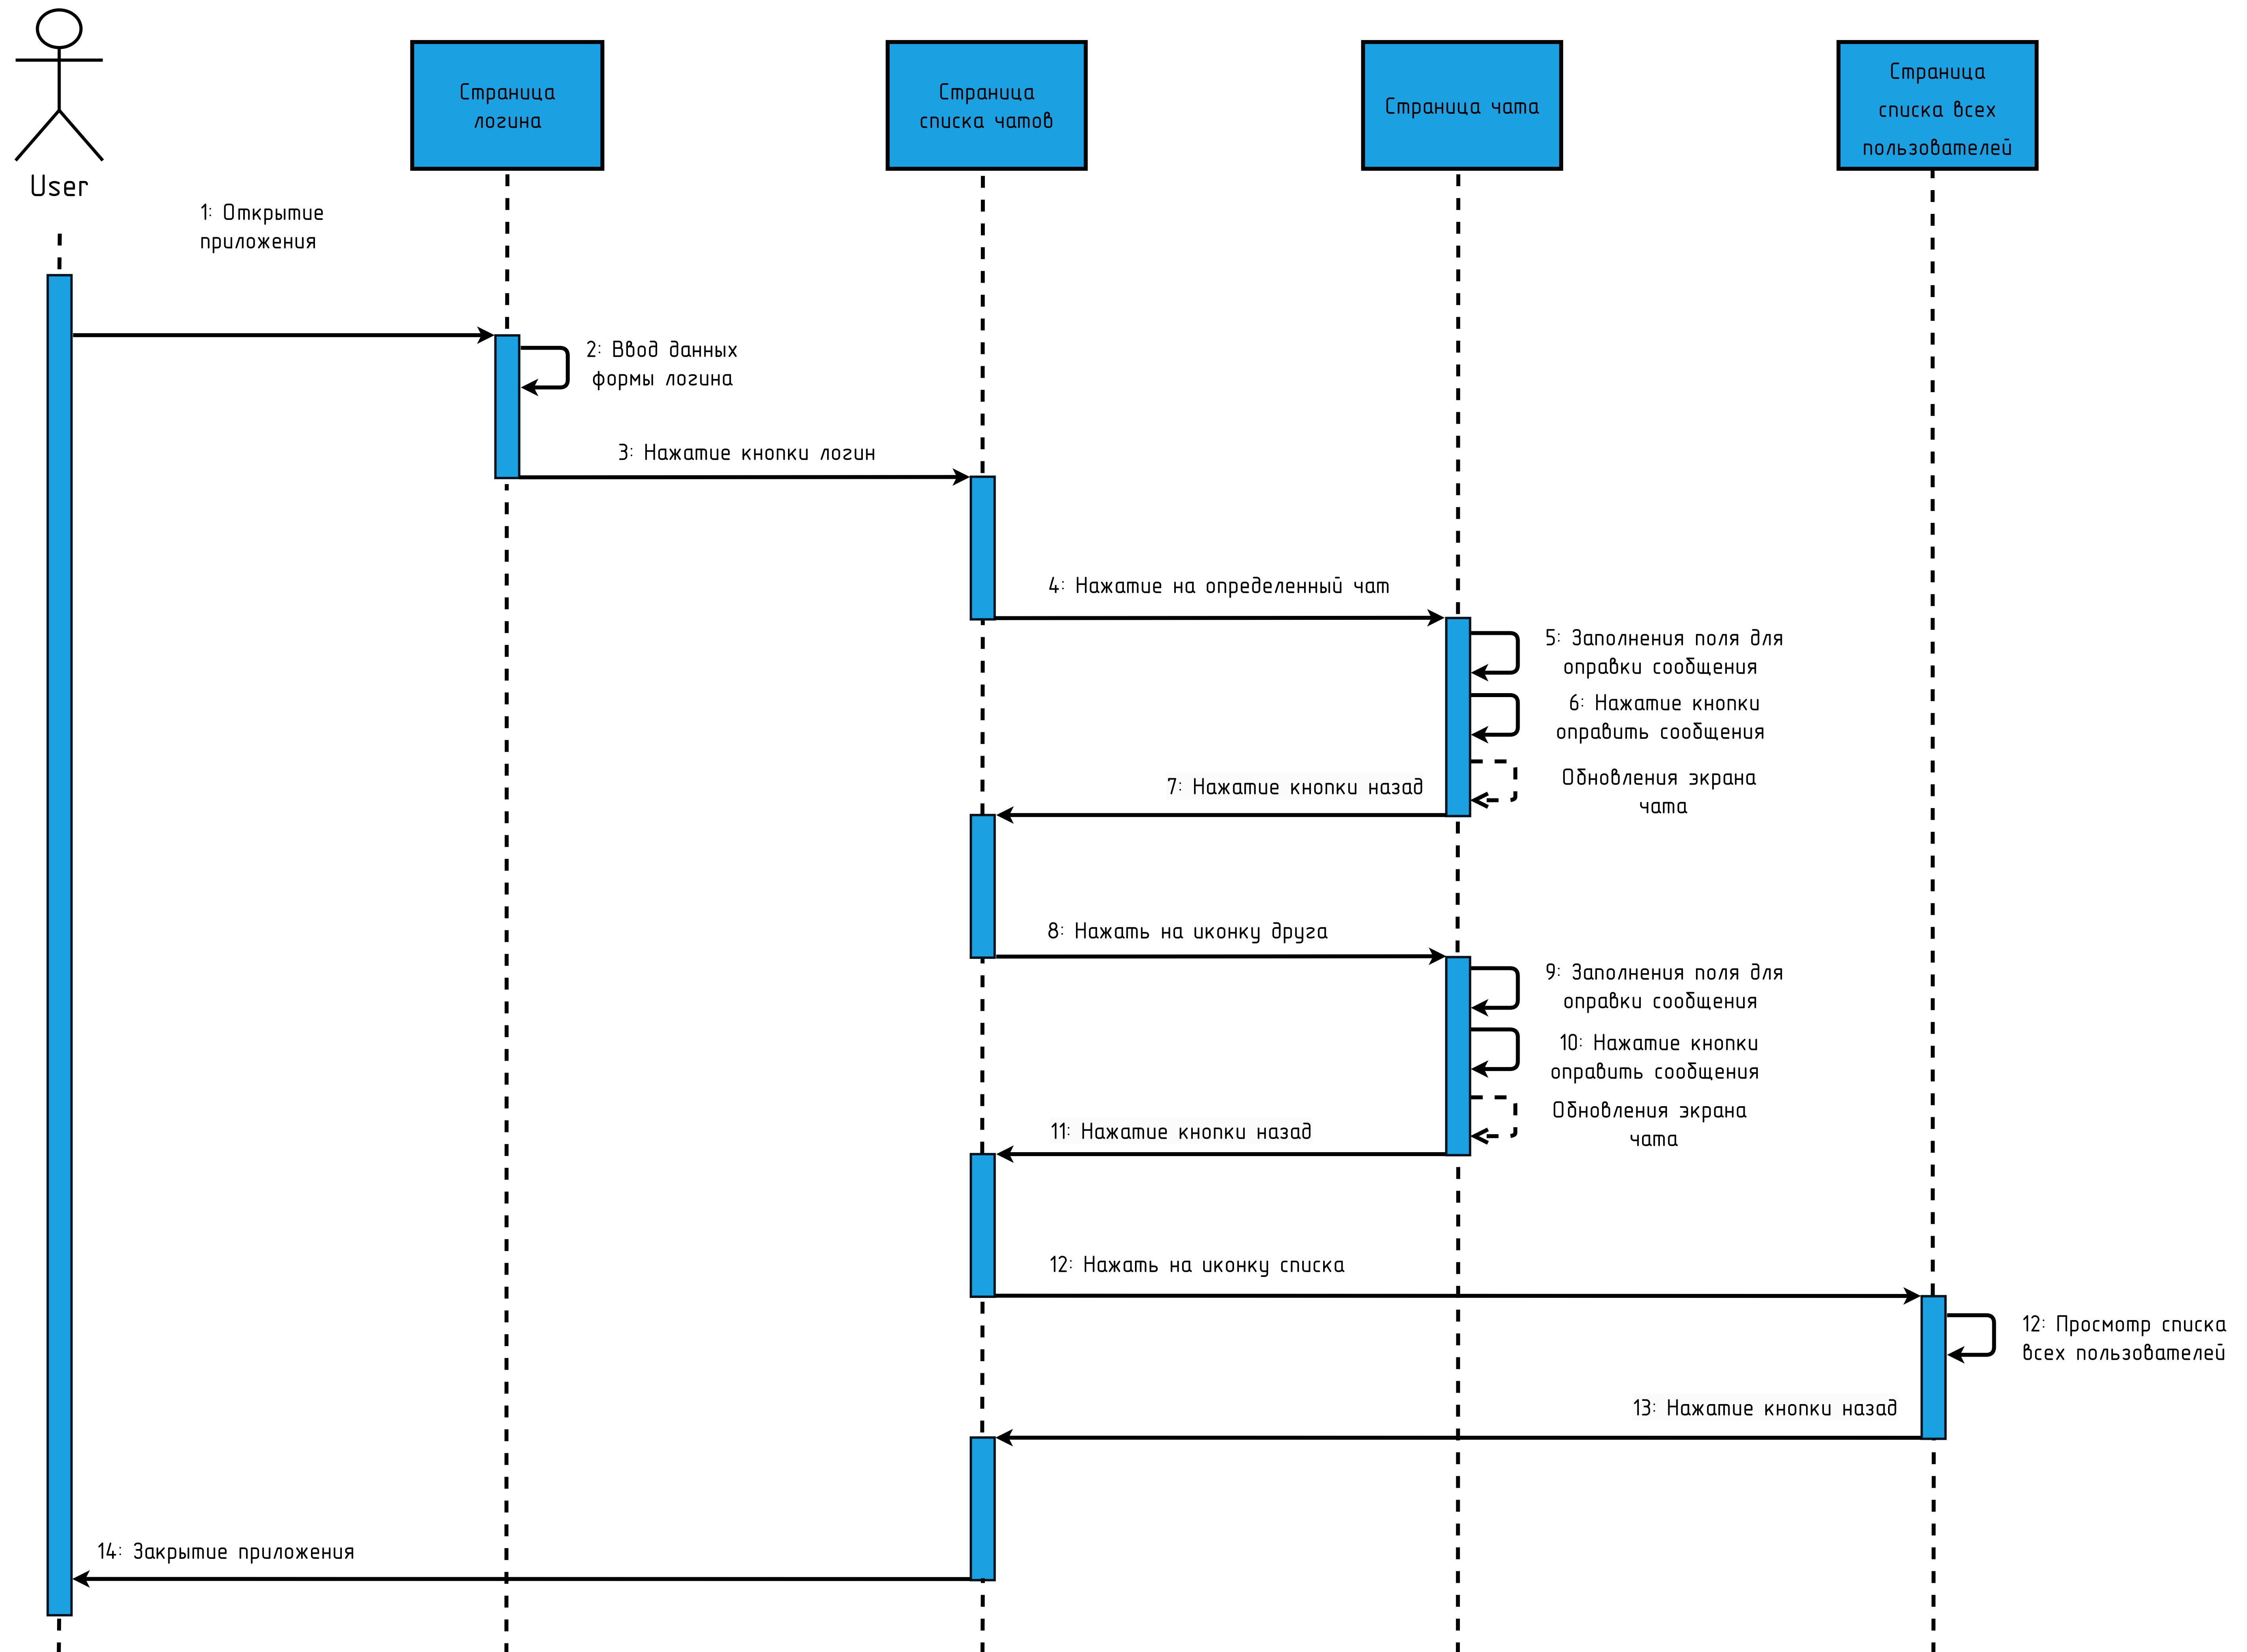 User
Страница
логина
Страница
списка чатов
Страница чата
Страница
списка всех
пользователей
1: Открытие
приложения
2: Ввод данных
формы логина
3: Нажатие кнопки логин
4: Нажатие на определенный чат
5: Заполнения поля для
оправки сообщения
6: Нажатие кнопки
оправить сообщения
Обновления экрана
чата
7: Нажатие кнопки назад
8: Нажать на иконку друга
9: Заполнения поля для
оправки сообщения
10: Нажатие кнопки
оправить сообщения
Обновления экрана
чата
11: Нажатие кнопки назад
12: Нажать на иконку списка
12: Просмотр списка
всех пользователей
13: Нажатие кнопки назад
14: Закрытие приложения